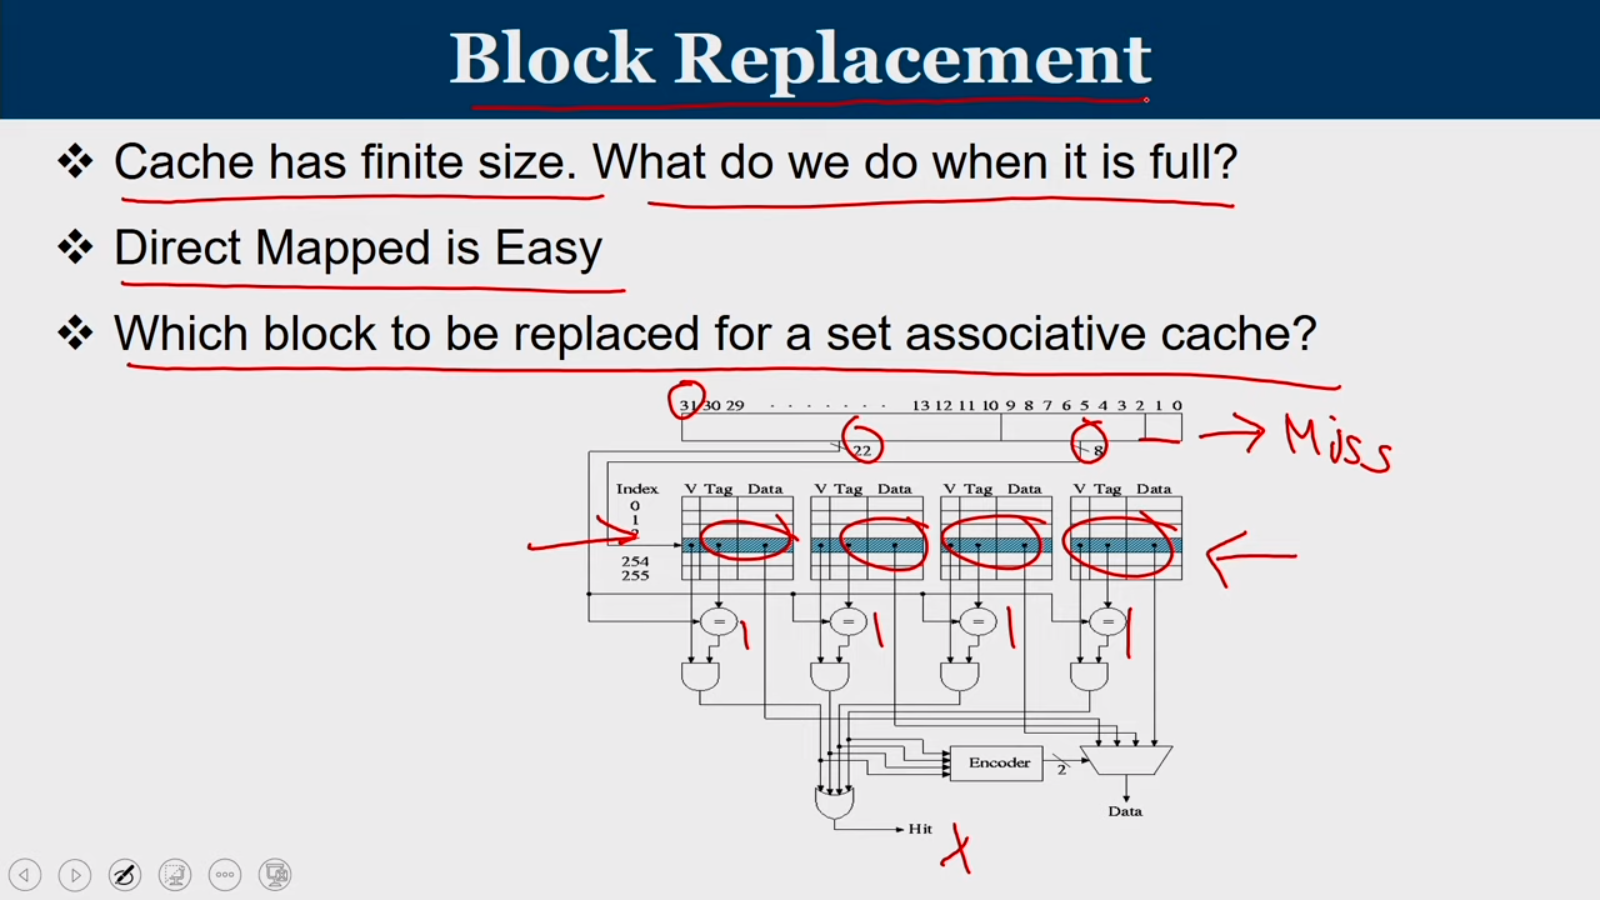 Block Replacement
❖ Cache has finite size. What do we do when it is full?
❖ Direct Mapped is Easy
❖ Which block to be replaced for a set associative cache?
31 30 29 . . . . . . . 13 12 11 10 9 8 7 6 5 4 3 2 1 0
→ Miss
22 8
Index V Tag Data V Tag Data V Tag Data V Tag Data
0
1
2
254
255
= 1 = 1 = 1 = 1
Encoder 2
Data
Hit X